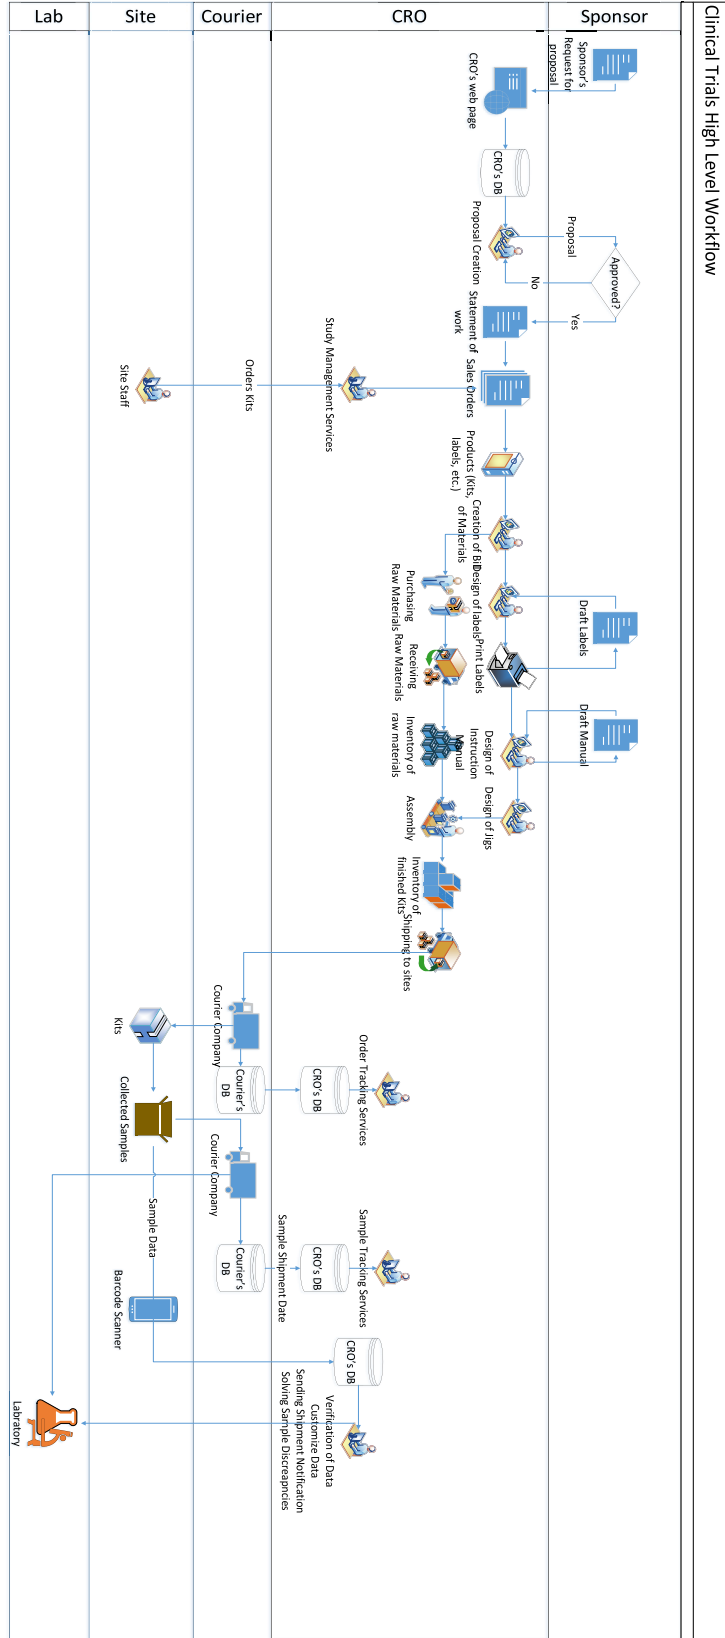 Clinical Trials High Level Workflow
Lab
Site
Courier
CRO
Sponsor
Sponsor's
Request for
proposal
CRO's web page
CRO's DB
Proposal Creation
Proposal
Approved?
No
Yes
Statement of
work
Sales Orders
Study Management Services
Orders Kits
Site Staff
Products (Kits,
labels, etc.)
Creation of Bill
of Materials
Design of labels
Print Labels
Draft Labels
Purchasing
Raw Materials
Receiving
Raw Materials
Inventory of
raw materials
Design of
Instruction
Manual
Draft Manual
Design of Jigs
Assembly
Inventory of
finished Kits
Shipping to sites
Courier Company
Kits
Courier's
DB
CRO's DB
Order Tracking Services
Collected Samples
Courier Company
Sample Data
Courier's
DB
Sample Shipment Date
CRO's DB
Sample Tracking Services
Barcode Scanner
CRO's DB
Verification of Data
Customize Data
Sending Shipment Notification
Solving Sample Discreapncies
Labratory